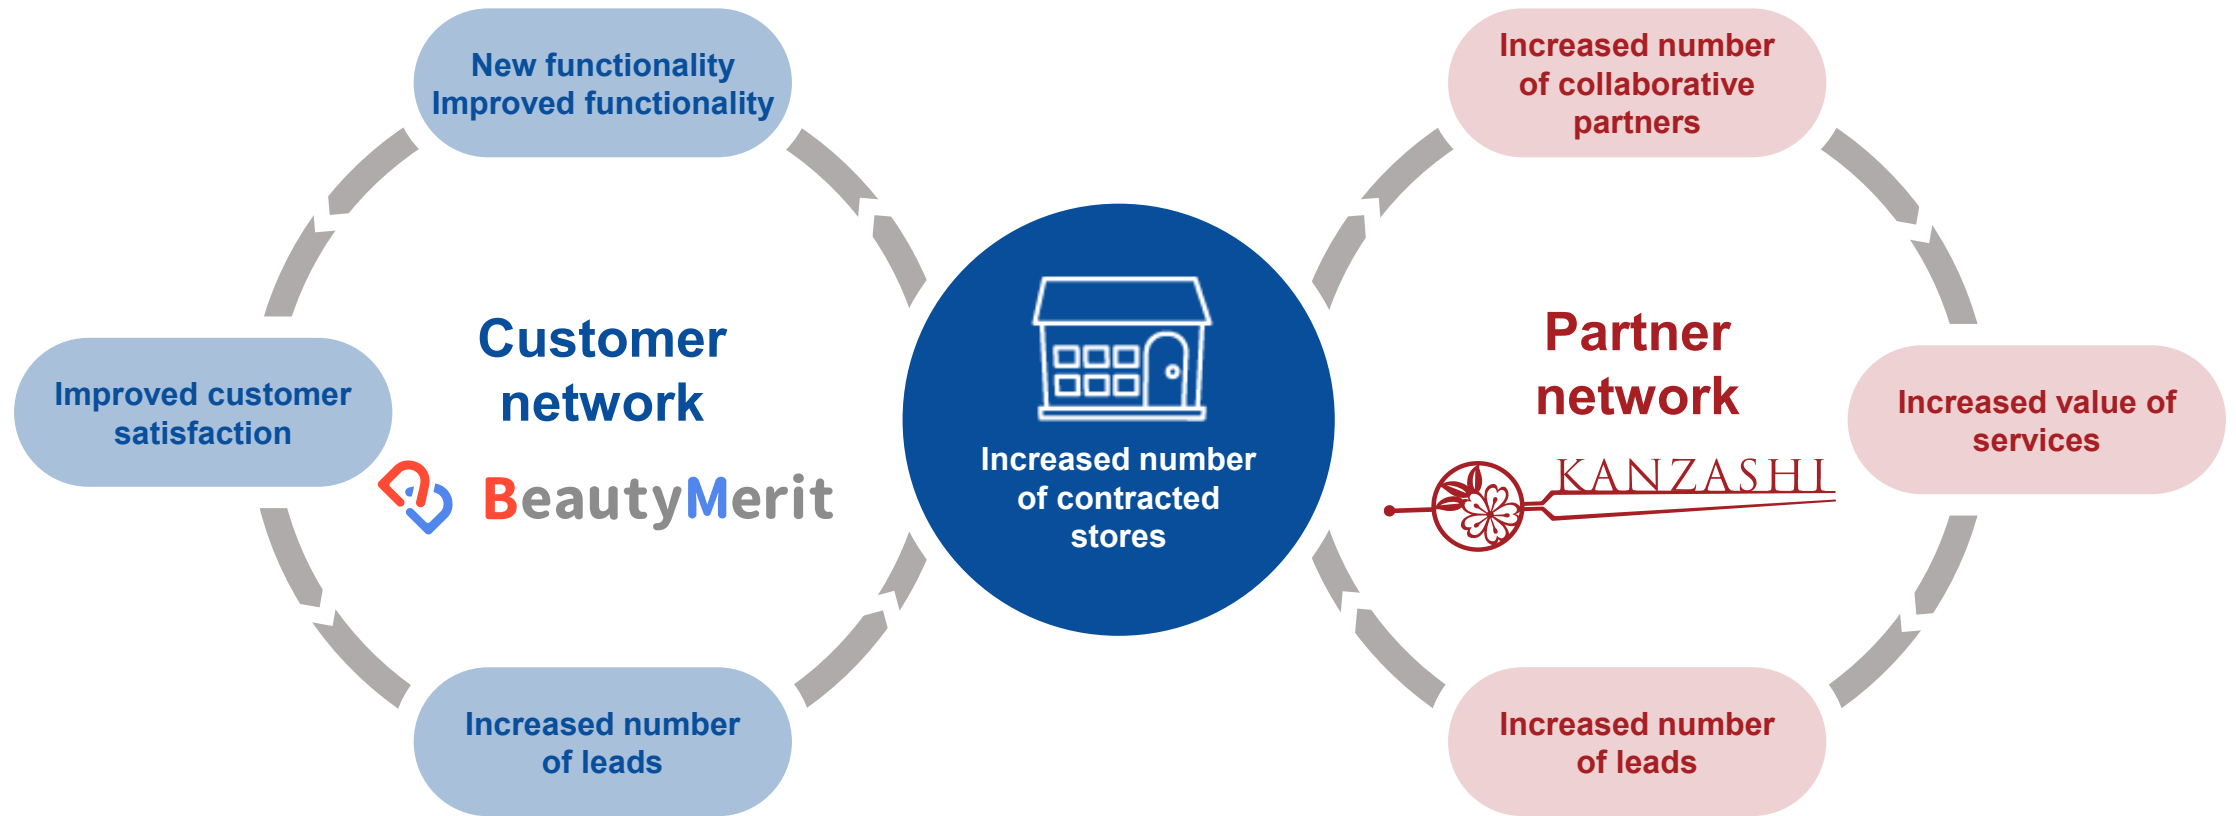 New functionality
Improved functionality
Improved customer
satisfaction
Customer
network
BeautyMerit
Increased number
of leads
Increased number
of contracted
stores
Increased number
of collaborative
partners
Partner
network
KANZASHI
Increased value of
services
Increased number
of leads